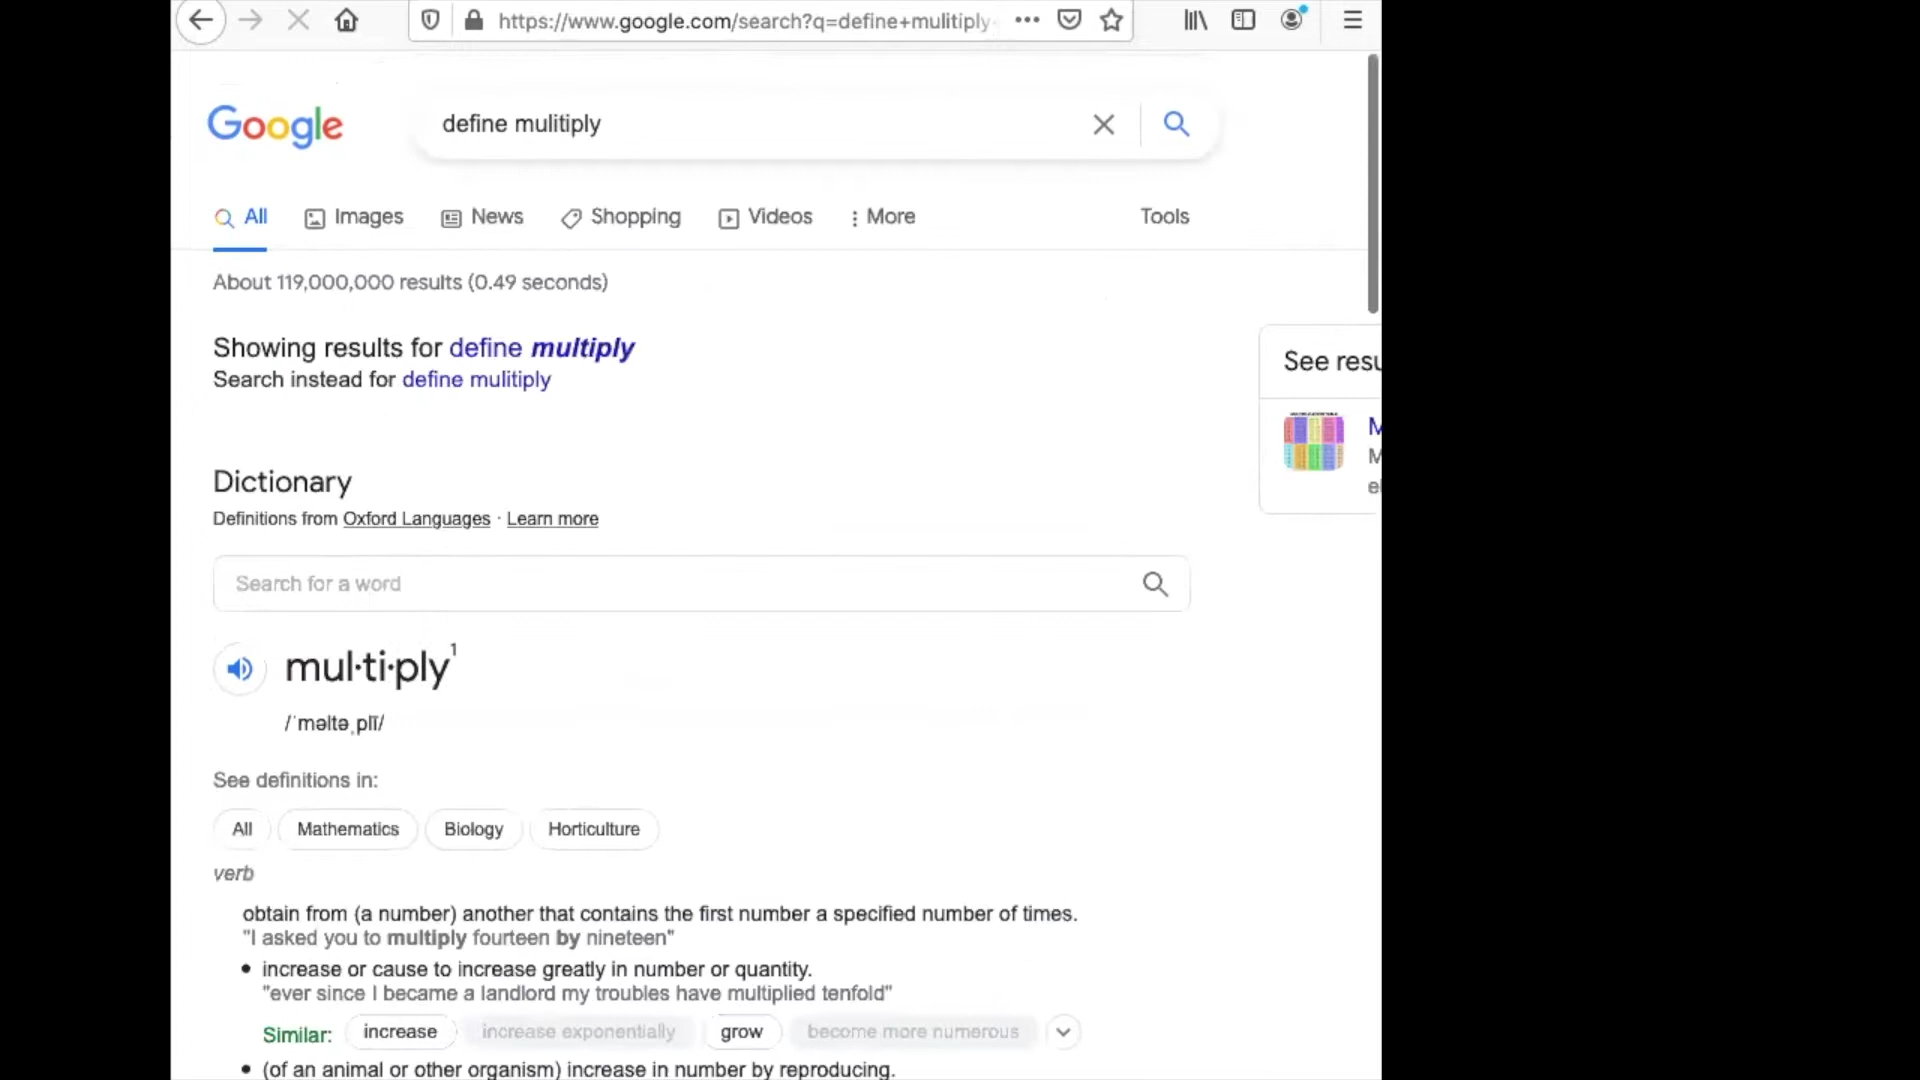 https://www.google.com/search?q=define+mulitiply
Google
define mulitiply
All Images News Shopping Videos More Tools
About 119,000,000 results (0.49 seconds)
Showing results for define multiply
Search instead for define mulitiply
See
Dictionary
Definitions from Oxford Languages · Learn more
Search for a word
mul·ti·ply¹
/ˈməltəˌplī/
See definitions in:
All Mathematics Biology Horticulture
verb
obtain from (a number) another that contains the first number a specified number of times.
"I asked you to multiply fourteen by nineteen"
• increase or cause to increase greatly in number or quantity.
"ever since I became a landlord my troubles have multiplied tenfold"
Similar: increase increase exponentially grow become more numerous
• (of an animal or other organism) increase in number by reproducing.